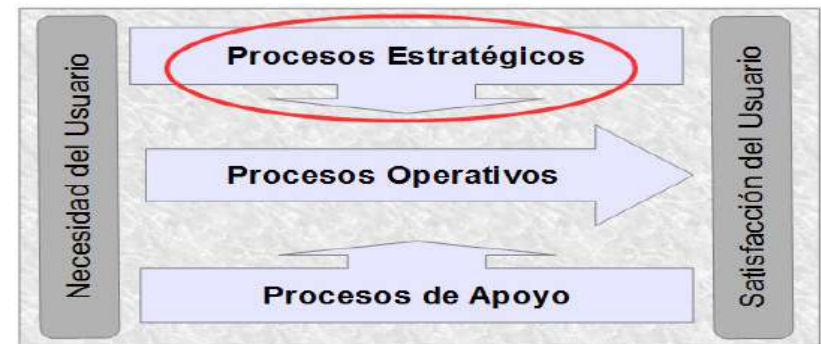 Necesidad del Usuario
Procesos Estratégicos
Procesos Operativos
Procesos de Apoyo
Satisfacción del Usuario